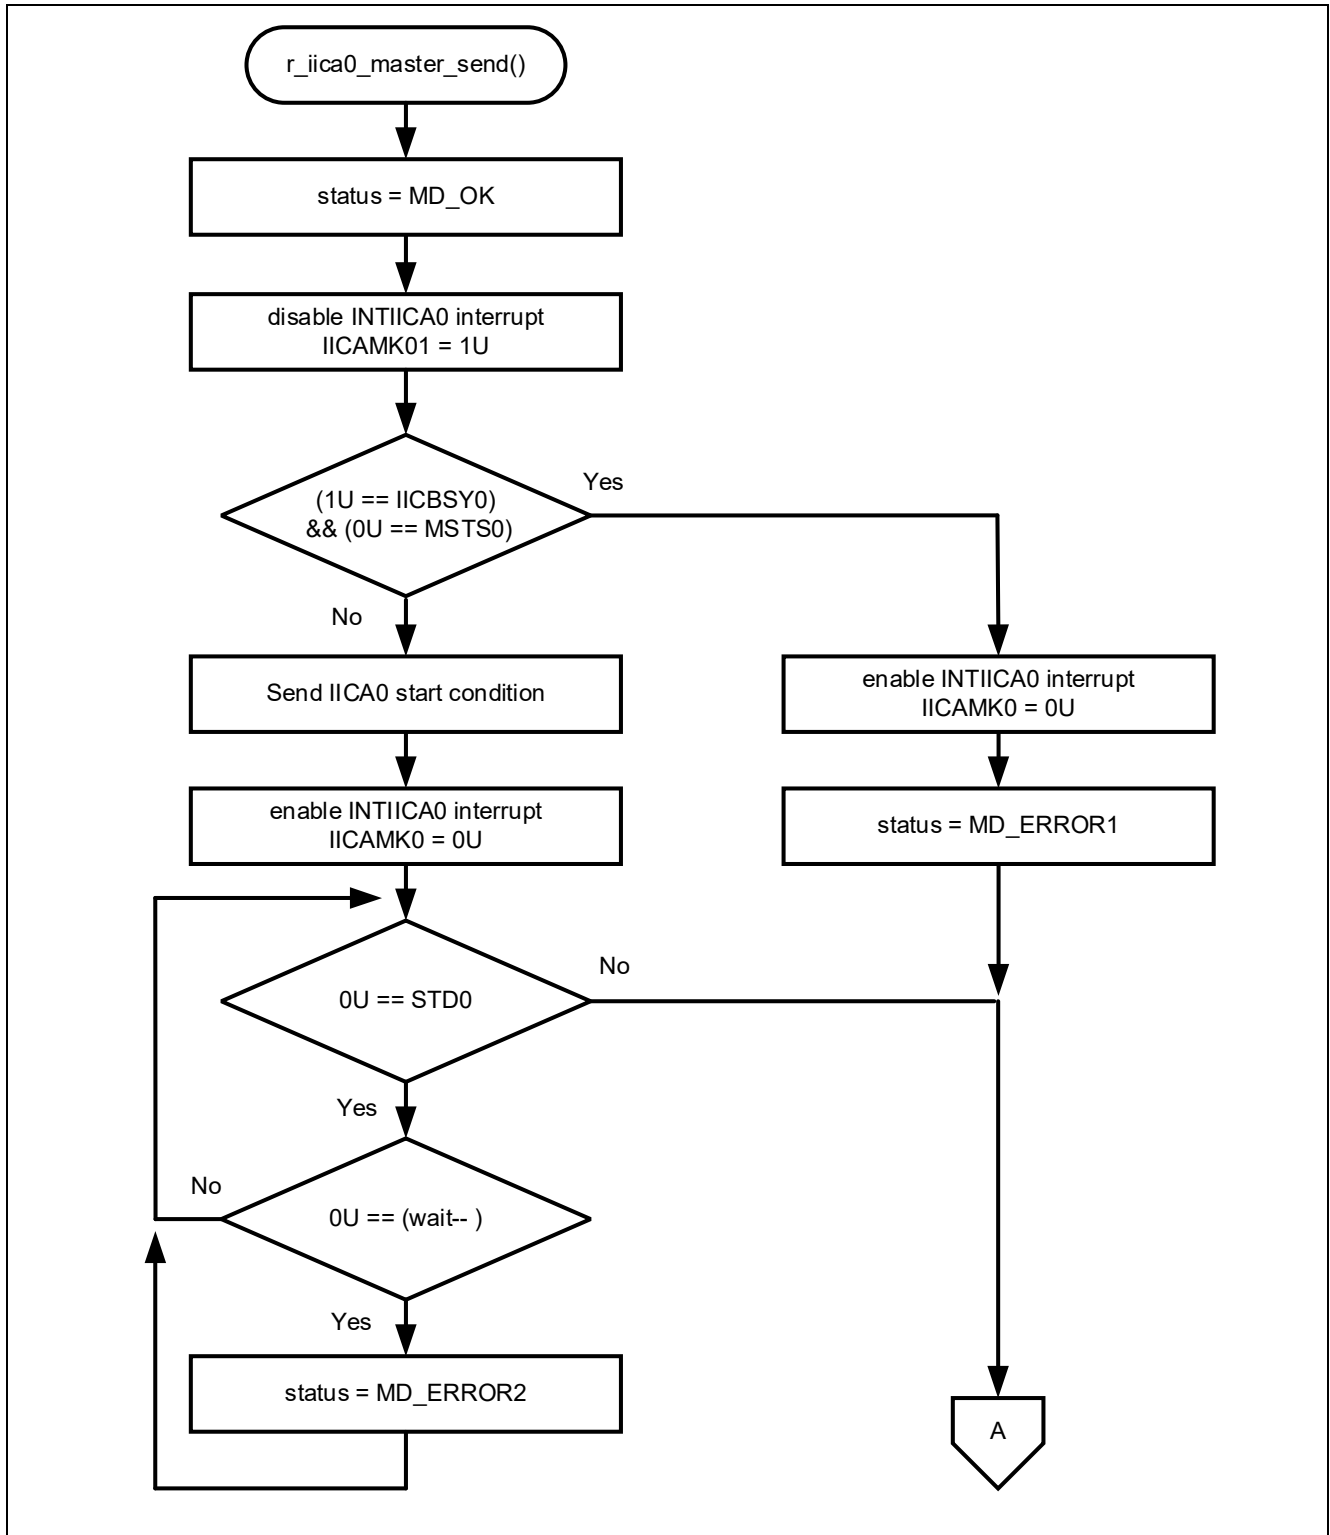 r_iica0_master_send()
status = MD_OK
disable INTIICA0 interrupt
IICAMK01 = 1U
(1U == IICBSY0)
&& (0U == MSTS0)
Yes
No
Send IICA0 start condition
enable INTIICA0 interrupt
IICAMK0 = 0U
enable INTIICA0 interrupt
IICAMK0 = 0U
status = MD_ERROR1
0U == STD0
No
Yes
0U == (wait-- )
No
Yes
status = MD_ERROR2
A